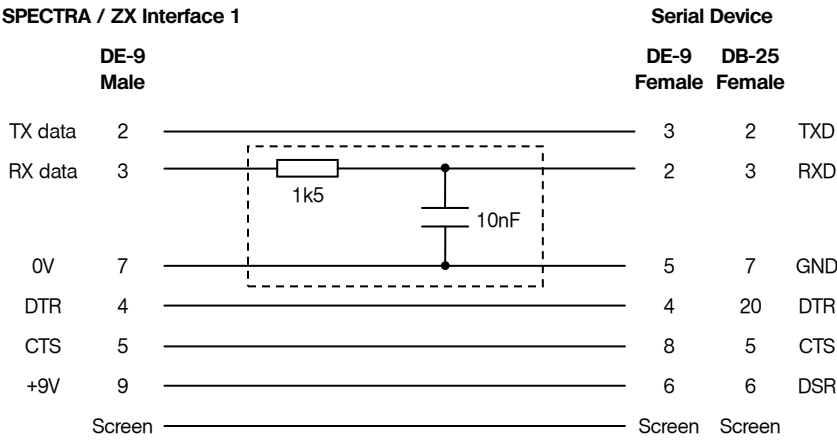 SPECTRA / ZX Interface 1 Serial Device
DE-9 Male DE-9 Female DB-25 Female
TX data 2 3 2 TXD
RX data 3 2 3 RXD
1k5
10nF
0V 7 5 7 GND
DTR 4 4 20 DTR
CTS 5 8 5 CTS
+9V 9 6 6 DSR
Screen Screen Screen